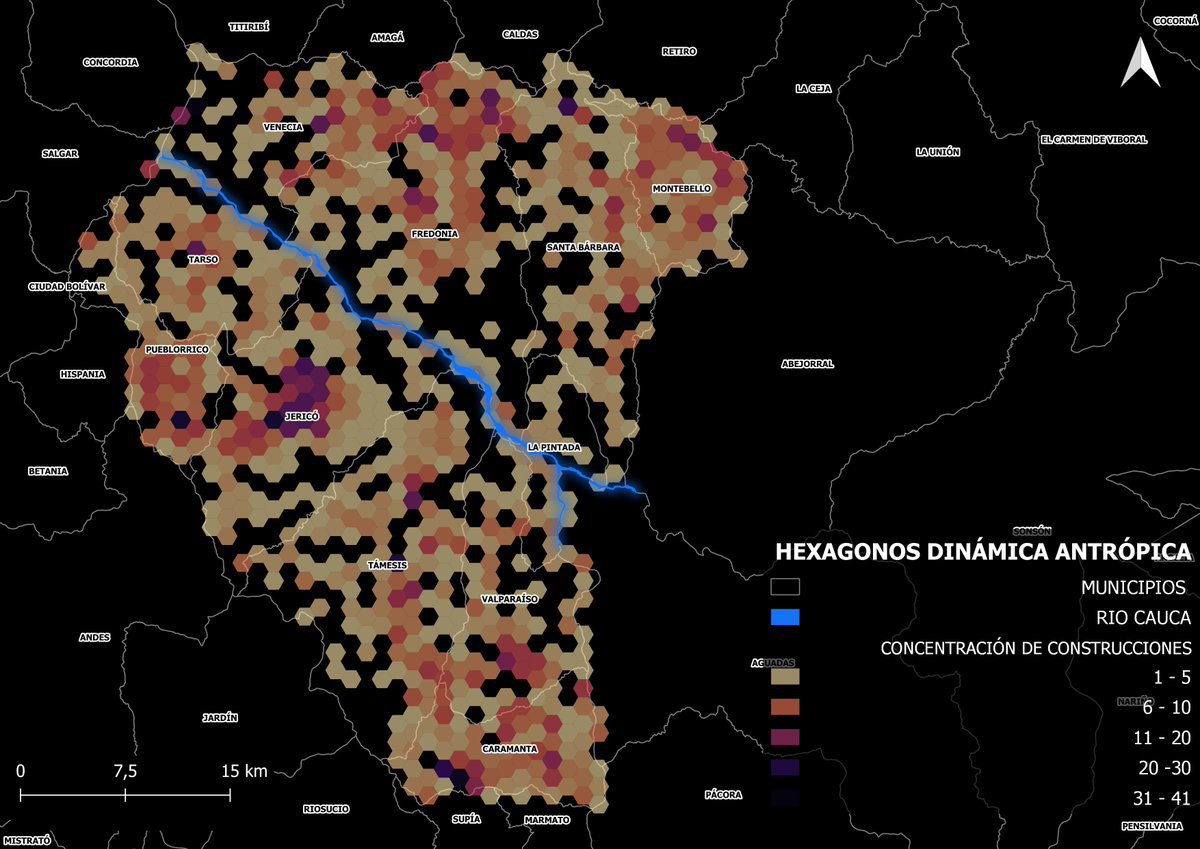 TITIRIBÍ
COCORNÁ
CALDAS
AMAGÁ
RETIRO
CONCORDIA
LA CEJA
VENECIA
EL CARMEN DE VIBORAL
SALGAR
LA UNIÓN
MONTEBELLO
FREDONIA
SANTA BÁRBARA
TARSO
CIUDAD BOLÍVAR
PUEBLORRICO
ABEJORRAL
HISPANIA
JERICÓ
LA PINTADA
BETANIA
SONSÓN
HEXAGONOS DINÁMICA ANTRÓPICA
TÁMESIS
MUNICIPIOS
VALPARAÍSO
RIO CAUCA
ANDES
CONCENTRACIÓN DE CONSTRUCCIONES
AGUADAS
1 - 5
NARIÑO
6 - 10
JARDÍN
11 - 20
CARAMANTA
20 -30
0 7,5 15 km
31 - 41
PÁCORA
RIOSUCIO
SUPÍA
MARMATO
PENSILVANIA
MISTRATÓ